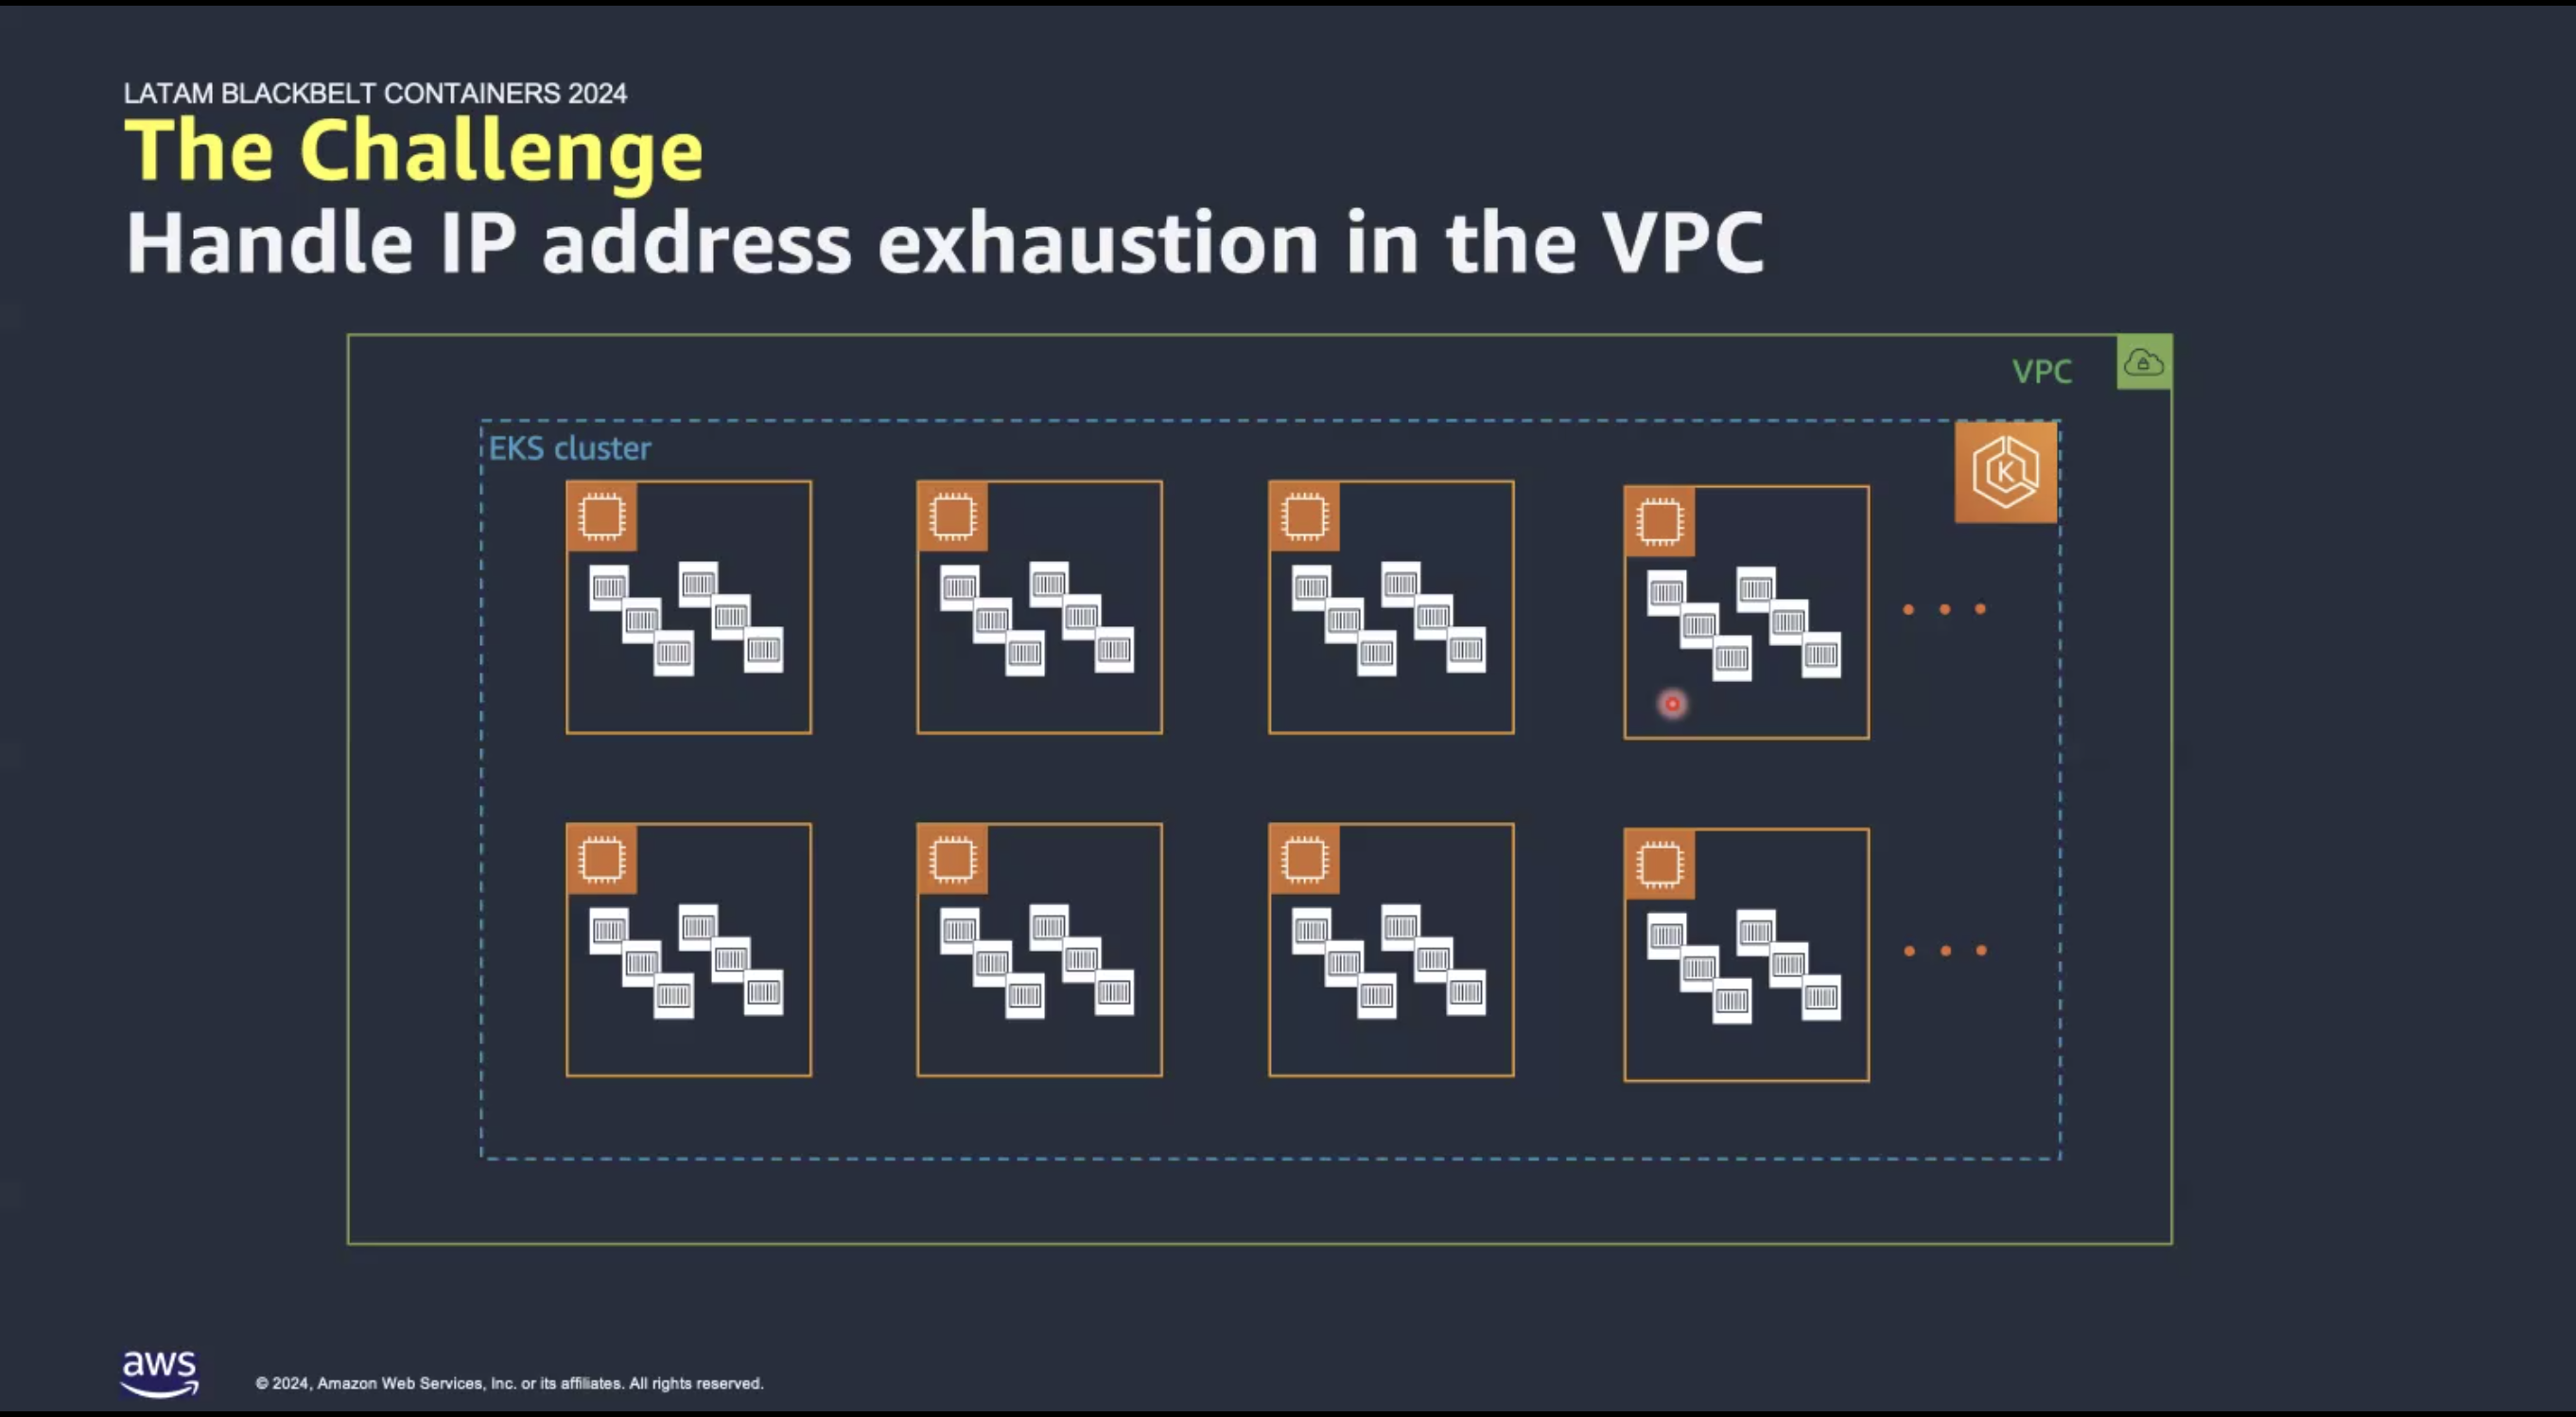 LATAM BLACKBELT CONTAINERS 2024
The Challenge
Handle IP address exhaustion in the VPC
VPC
EKS cluster
K
aws
© 2024, Amazon Web Services, Inc. or its affiliates. All rights reserved.